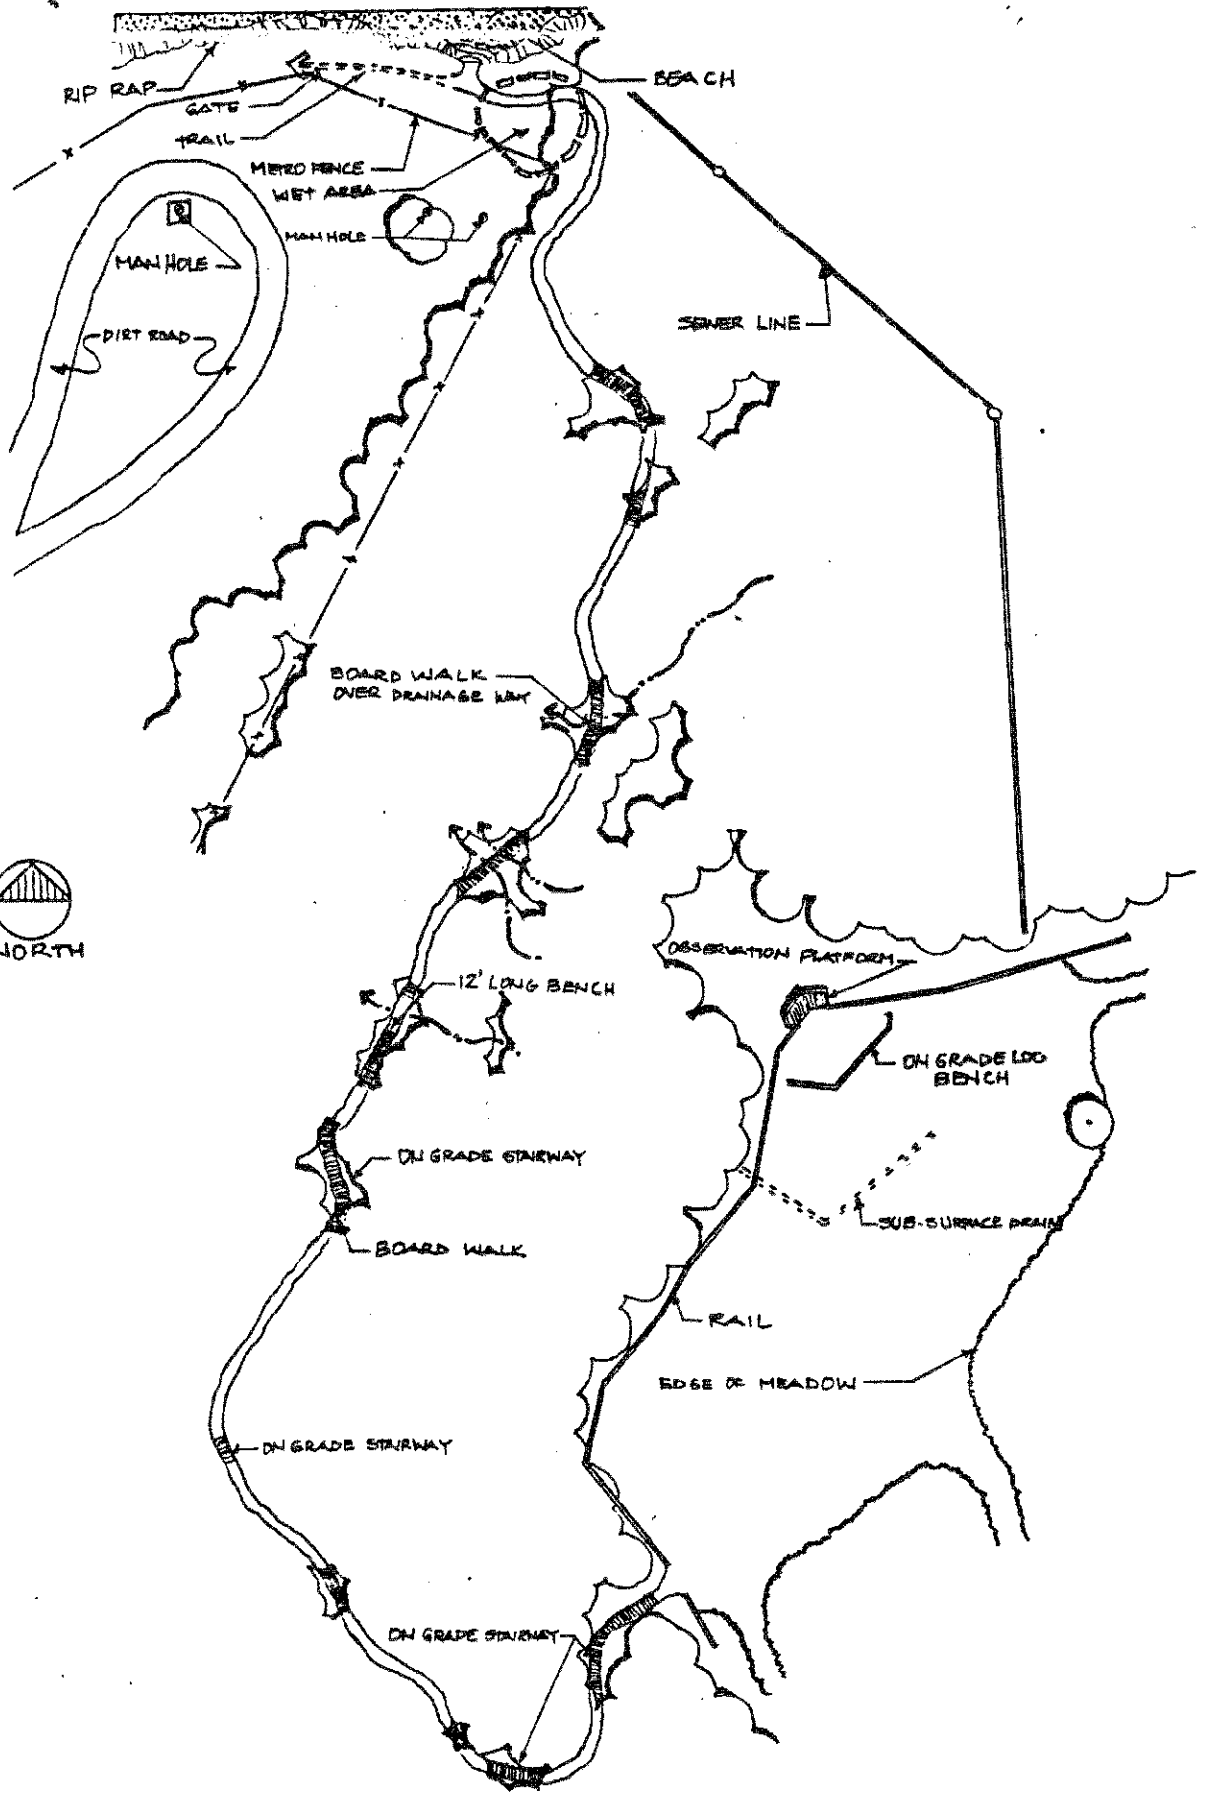 BEACH
RIP RAP
GATE
TRAIL
METRO FENCE
WET AREA
MAN HOLE
MAN HOLE
DIRT ROAD
SEWER LINE
BOARD WALK
OVER DRAINAGE WAY
NORTH
OBSERVATION PLATFORM
12' LONG BENCH
ON GRADE LOG
BENCH
ON GRADE STAIRWAY
SUB-SURFACE DRAIN
BOARD WALK
RAIL
EDGE OF MEADOW
ON GRADE STAIRWAY
ON GRADE STAIRWAY